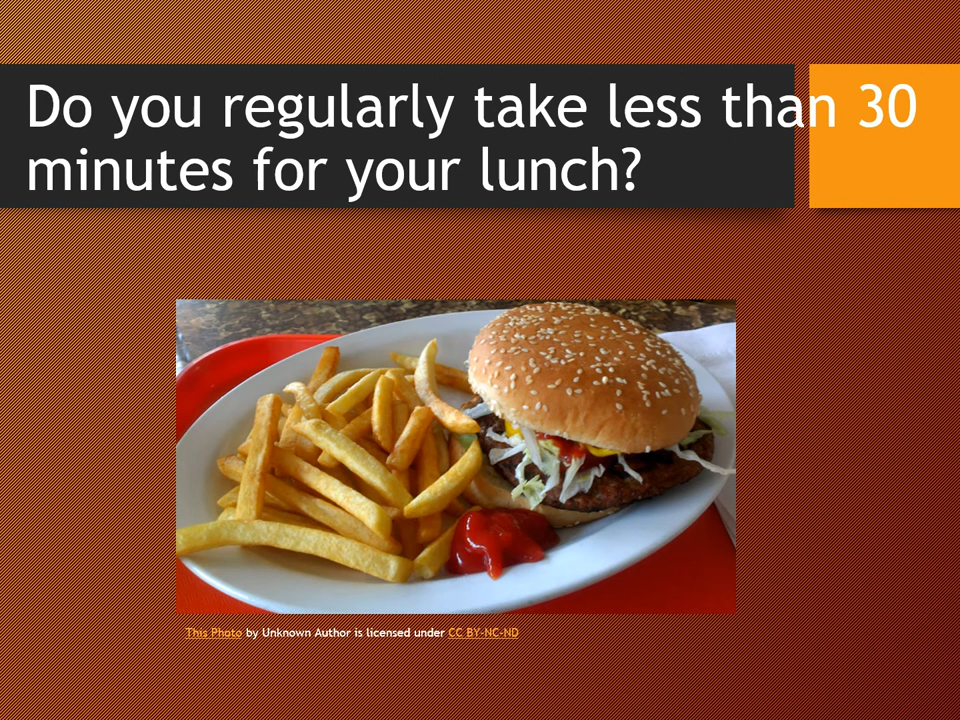 Do you regularly take less than 30
minutes for your lunch?
This Photo by Unknown Author is licensed under CC BY-NC-ND